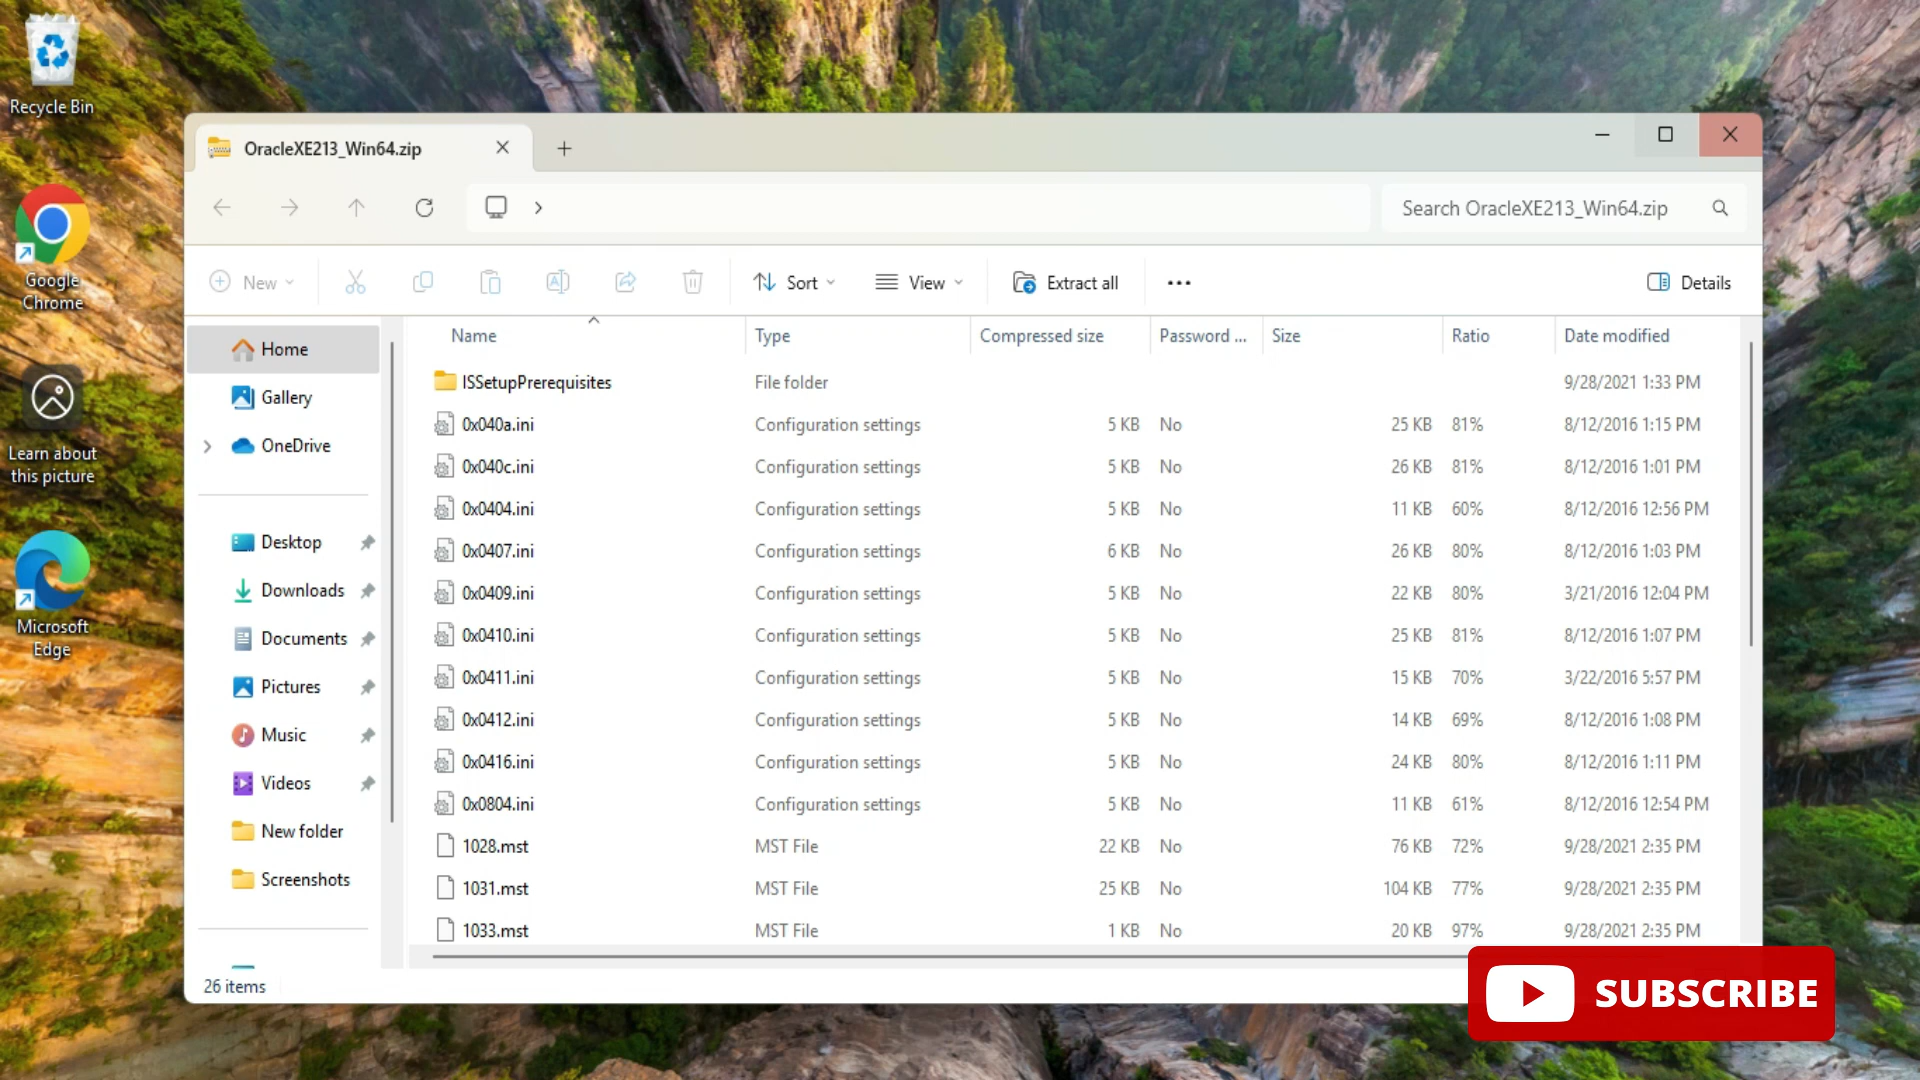 Recycle Bin
Google
Chrome
Learn about
this picture
Microsoft
Edge
OracleXE213_Win64.zip
Search OracleXE213_Win64.zip
New
Sort
View
Extract all
Details
Home
Gallery
OneDrive
Desktop
Downloads
Documents
Pictures
Music
Videos
New folder
Screenshots
Name Type Compressed size Password ... Size Ratio Date modified
ISSetupPrerequisites File folder 9/28/2021 1:33 PM
0x040a.ini Configuration settings 5 KB No 25 KB 81% 8/12/2016 1:15 PM
0x040c.ini Configuration settings 5 KB No 26 KB 81% 8/12/2016 1:01 PM
0x0404.ini Configuration settings 5 KB No 11 KB 60% 8/12/2016 12:56 PM
0x0407.ini Configuration settings 6 KB No 26 KB 80% 8/12/2016 1:03 PM
0x0409.ini Configuration settings 5 KB No 22 KB 80% 3/21/2016 12:04 PM
0x0410.ini Configuration settings 5 KB No 25 KB 81% 8/12/2016 1:07 PM
0x0411.ini Configuration settings 5 KB No 15 KB 70% 3/22/2016 5:57 PM
0x0412.ini Configuration settings 5 KB No 14 KB 69% 8/12/2016 1:08 PM
0x0416.ini Configuration settings 5 KB No 24 KB 80% 8/12/2016 1:11 PM
0x0804.ini Configuration settings 5 KB No 11 KB 61% 8/12/2016 12:54 PM
1028.mst MST File 22 KB No 76 KB 72% 9/28/2021 2:35 PM
1031.mst MST File 25 KB No 104 KB 77% 9/28/2021 2:35 PM
1033.mst MST File 1 KB No 20 KB 97% 9/28/2021 2:35 PM
26 items
SUBSCRIBE